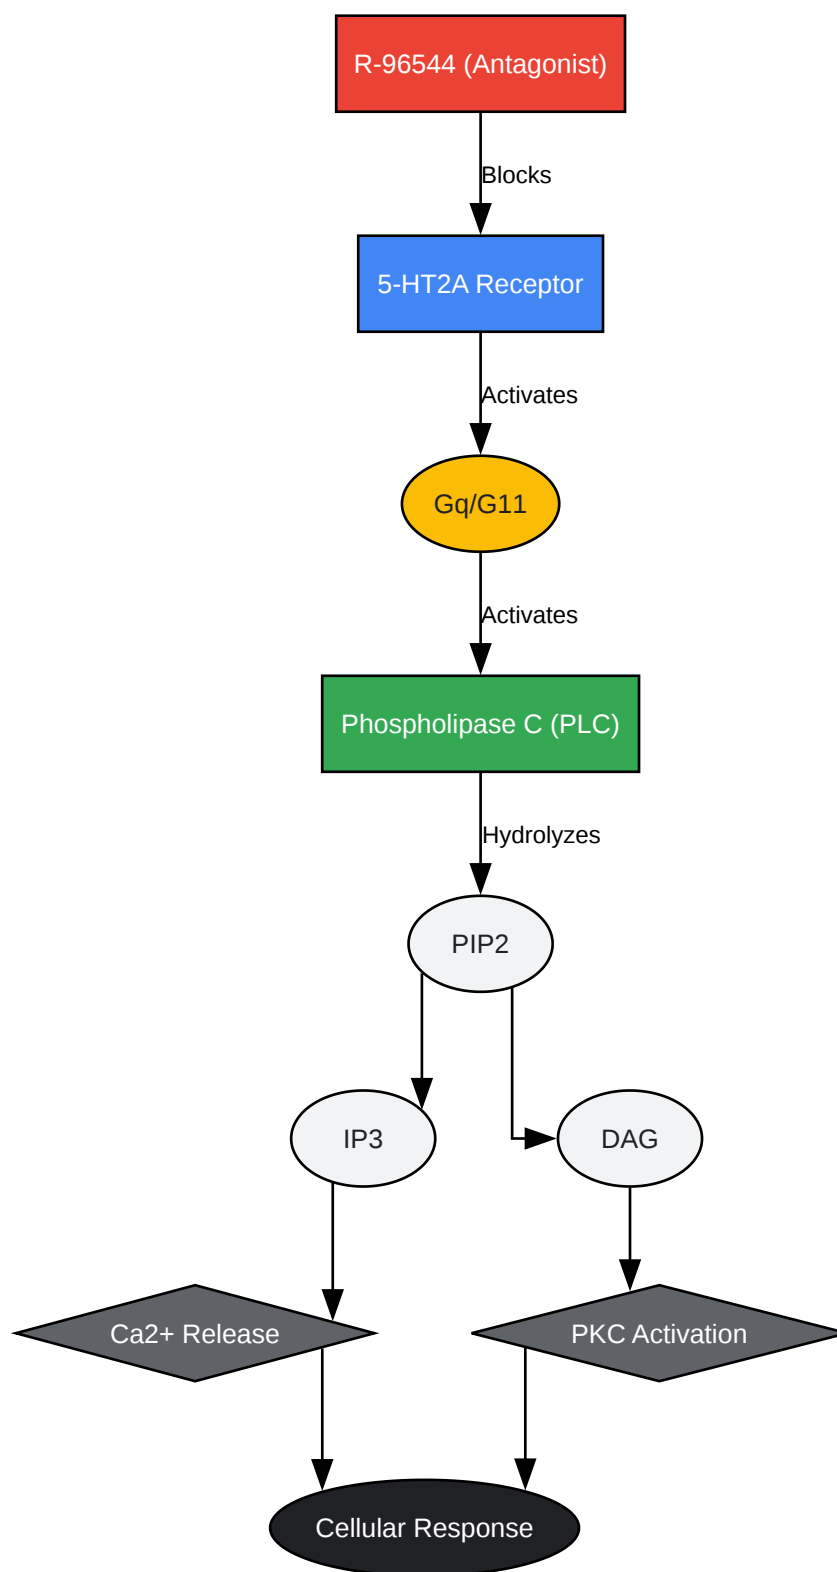 R-96544 (Antagonist)
Blocks
5-HT2A Receptor
Activates
Gq/G11
Activates
Phospholipase C (PLC)
Hydrolyzes
PIP2
IP3
DAG
Ca2+ Release
PKC Activation
Cellular Response